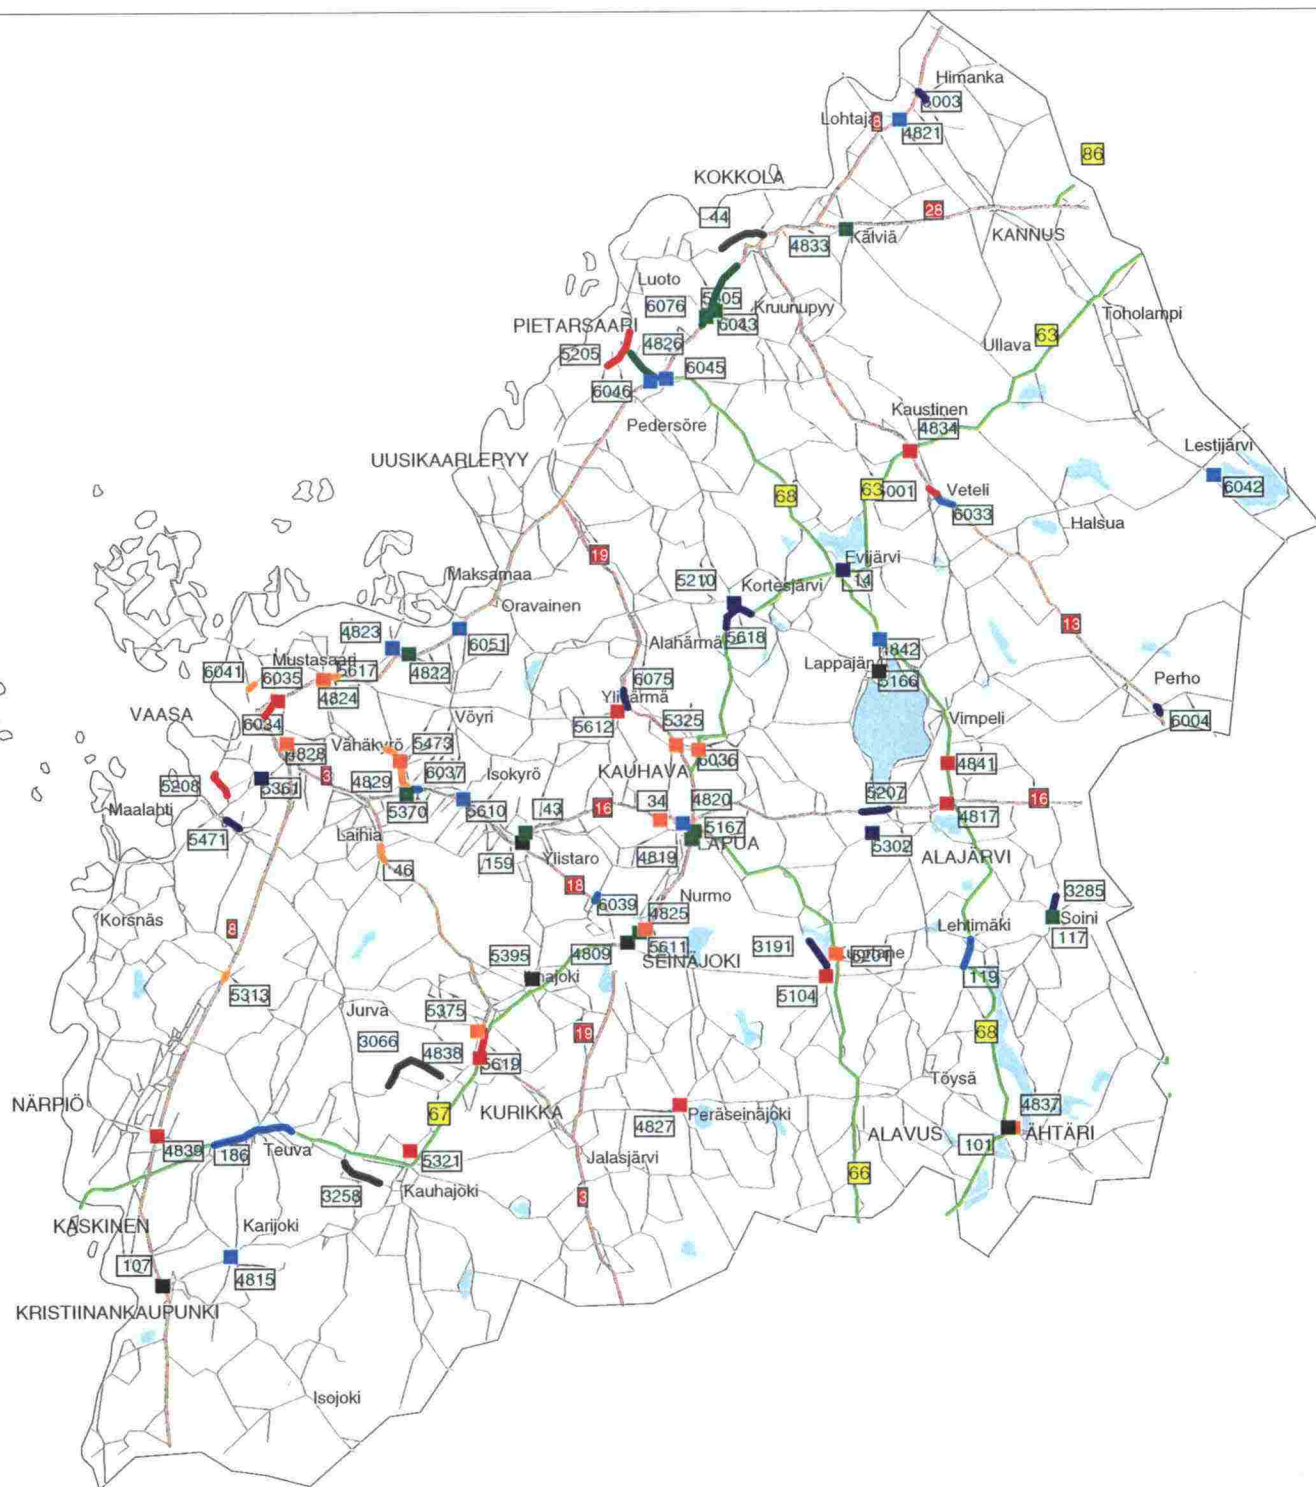 Himanka
Lohtaja
8
4821
86
KOKKOLA
44
28
4833
Kälviä
KANNUS
Luoto
6076
Kruunupyy
6043
Toholampi
PIETARSAARI
4826
Ullava
63
5205
6045
6046
Kaustinen
4834
Pedersöre
Lestijärvi
UUSIKAARLEPYY
6042
68
63
Veteli
6033
Halsua
19
Evijärvi
14
Maksamaa
5210
Kortesjärvi
Oravainen
13
4823
6051
Alahärmä
5618
4842
Mustasaari
6041
6035
4822
Lappajärvi
5166
4824
6075
Perho
VAASA
Ylihärmä
6004
6034
Vöyri
5612
5325
Vimpeli
4828
Vähäkyrö
5473
6036
3
4829
6037
Isokyrö
KAUHAVA
4841
5208
5361
5370
5610
43
16
34
4820
5207
16
Maalahti
5471
Laihia
5167
4817
LAPUA
5302
46
159
Ylistaro
4819
ALAJÄRVI
18
Nurmo
3285
6039
4825
Korsnäs
8
Lehtimäki
Soini
117
5395
4809
5611
3191
SEINÄJOKI
Ilmajoki
5104
119
5313
Jurva
5375
19
68
3066
4838
5619
Töysä
NÄRPIÖ
67
KURIKKA
4837
4827
Peräseinäjoki
ALAVUS
ÄHTÄRI
101
4839
186
Teuva
5321
Jalasjärvi
66
3258
Kauhajoki
3
KASKINEN
Karijoki
107
4815
KRISTIINANKAUPUNKI
Isojoki